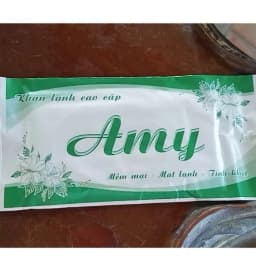 Khăn lạnh cao cấp
Amy
Mềm mại - Mát lạnh - Tinh khiết